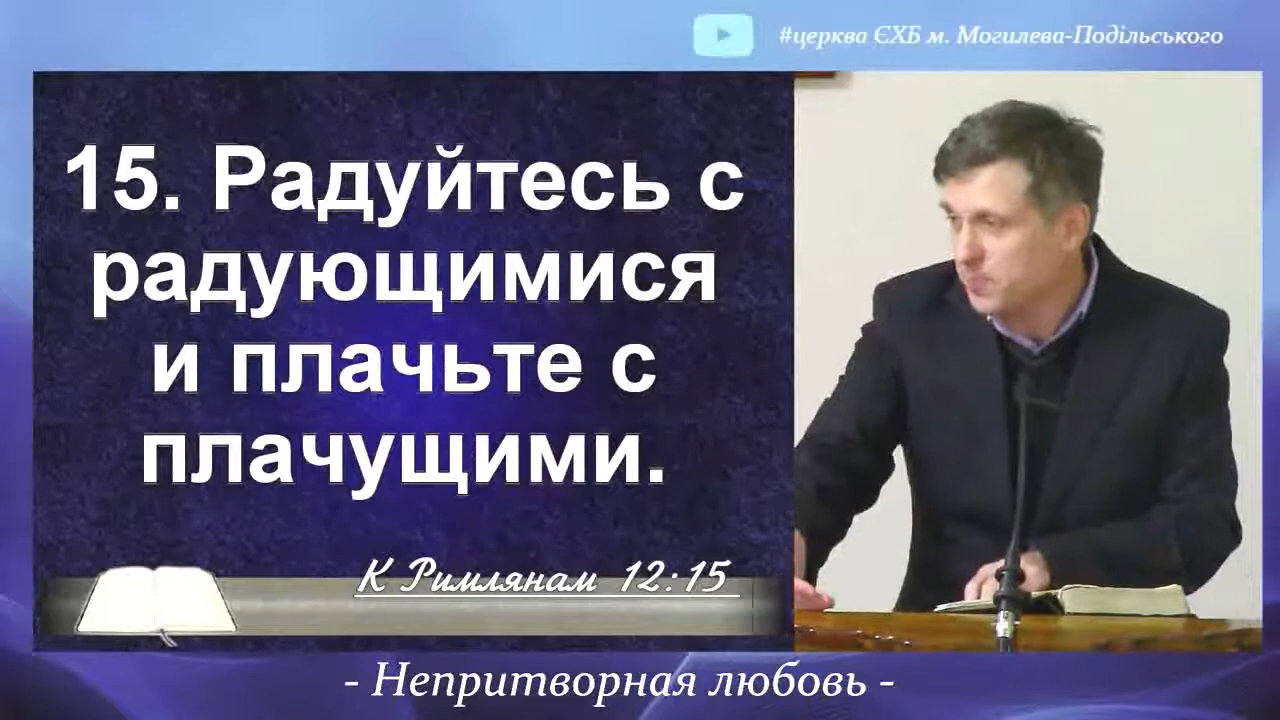 #церква ЄХБ м. Могилева-Подільського
15. Радуйтесь с
радующимися
и плачьте с
плачущими.
К Римлянам 12:15
- Непритворная любовь -